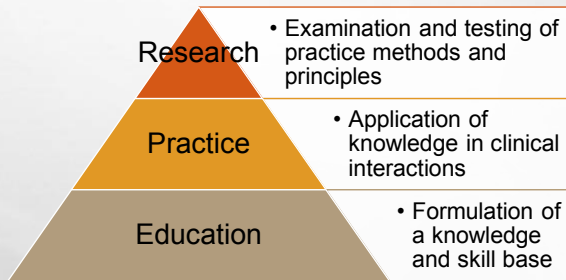 Research
• Examination and testing of
practice methods and
principles
Practice
• Application of
knowledge in clinical
interactions
Education
• Formulation of
a knowledge
and skill base